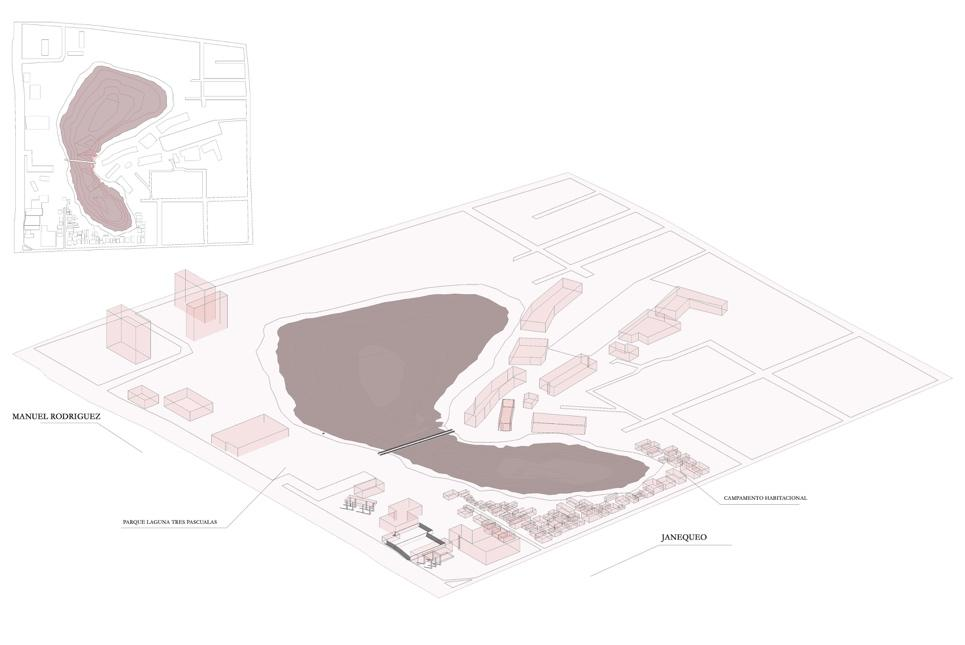 MANUEL RODRIGUEZ
CAMPAMENTO HABITACIONAL
PARQUE LAGUNA TRES PASCUALAS
JANEQUEO